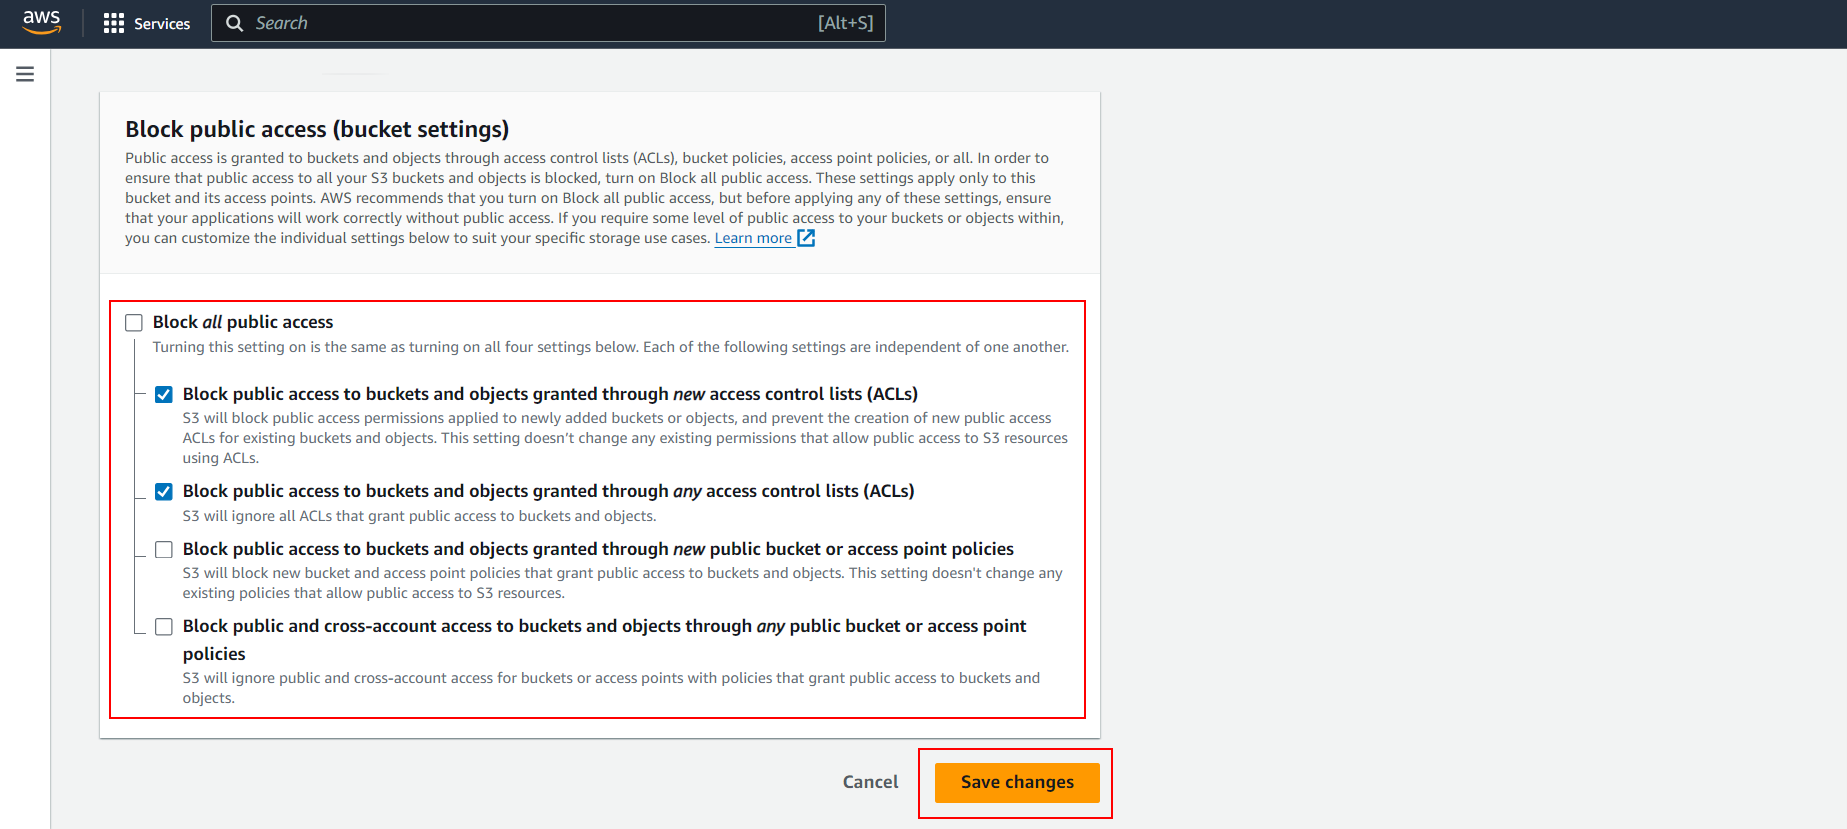 aws
Services
Search
[Alt+S]
Block public access (bucket settings)
Public access is granted to buckets and objects through access control lists (ACLs), bucket policies, access point policies, or all. In order to
ensure that public access to all your S3 buckets and objects is blocked, turn on Block all public access. These settings apply only to this
bucket and its access points. AWS recommends that you turn on Block all public access, but before applying any of these settings, ensure
that your applications will work correctly without public access. If you require some level of public access to your buckets or objects within,
you can customize the individual settings below to suit your specific storage use cases. Learn more
Block all public access
Turning this setting on is the same as turning on all four settings below. Each of the following settings are independent of one another.
Block public access to buckets and objects granted through new access control lists (ACLs)
S3 will block public access permissions applied to newly added buckets or objects, and prevent the creation of new public access
ACLs for existing buckets and objects. This setting doesn’t change any existing permissions that allow public access to S3 resources
using ACLs.
Block public access to buckets and objects granted through any access control lists (ACLs)
S3 will ignore all ACLs that grant public access to buckets and objects.
Block public access to buckets and objects granted through new public bucket or access point policies
S3 will block new bucket and access point policies that grant public access to buckets and objects. This setting doesn't change any
existing policies that allow public access to S3 resources.
Block public and cross-account access to buckets and objects through any public bucket or access point
policies
S3 will ignore public and cross-account access for buckets or access points with policies that grant public access to buckets and
objects.
Cancel
Save changes